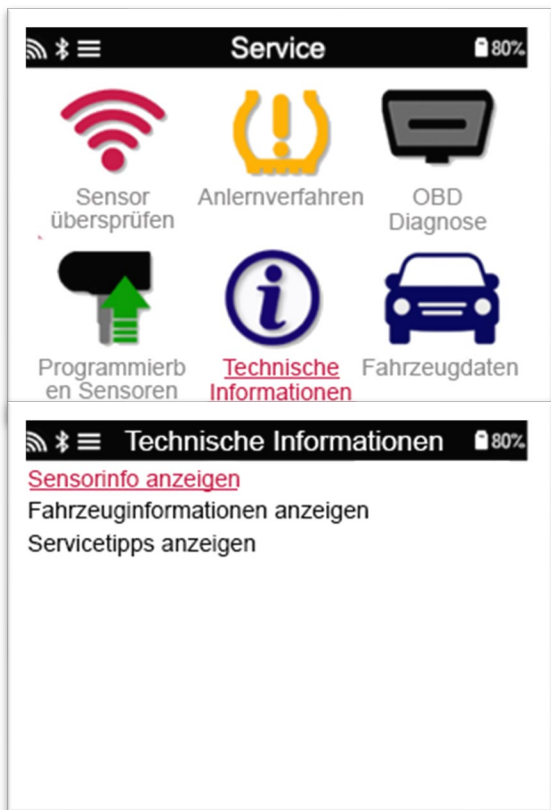 Service 80%
Sensor Anlernverfahren OBD
übersprüfen Diagnose
Programmierb Technische Fahrzeugdaten
en Sensoren Informationen
Technische Informationen 80%
Sensorinfo anzeigen
Fahrzeuginformationen anzeigen
Servicetipps anzeigen